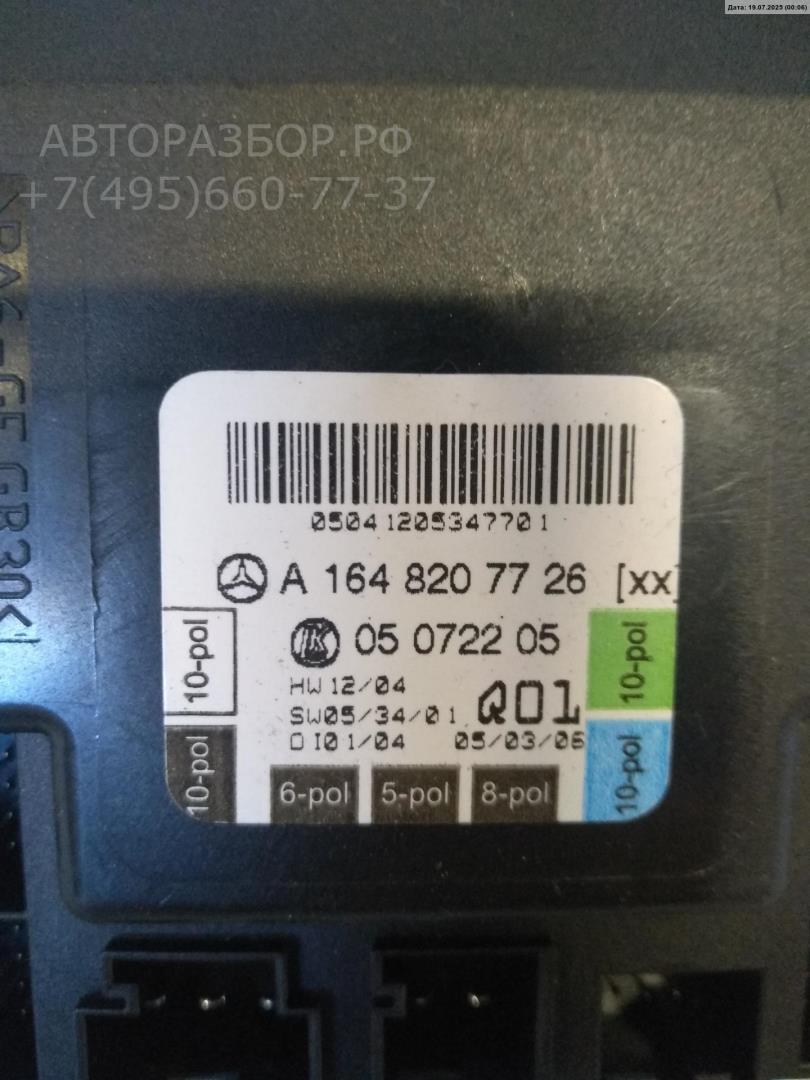 Дата: 19.07.2025 (00:06)
АВТОРАЗБОР.РФ
+7(495)660-77-37
05041205347701
A 164 820 77 26 [xx]
05 0722 05
HW 12/04
SW05/34/01 Q01
DI01/04 05/03/06
10-pol
10-pol
10-pol
10-pol
6-pol 5-pol 8-pol